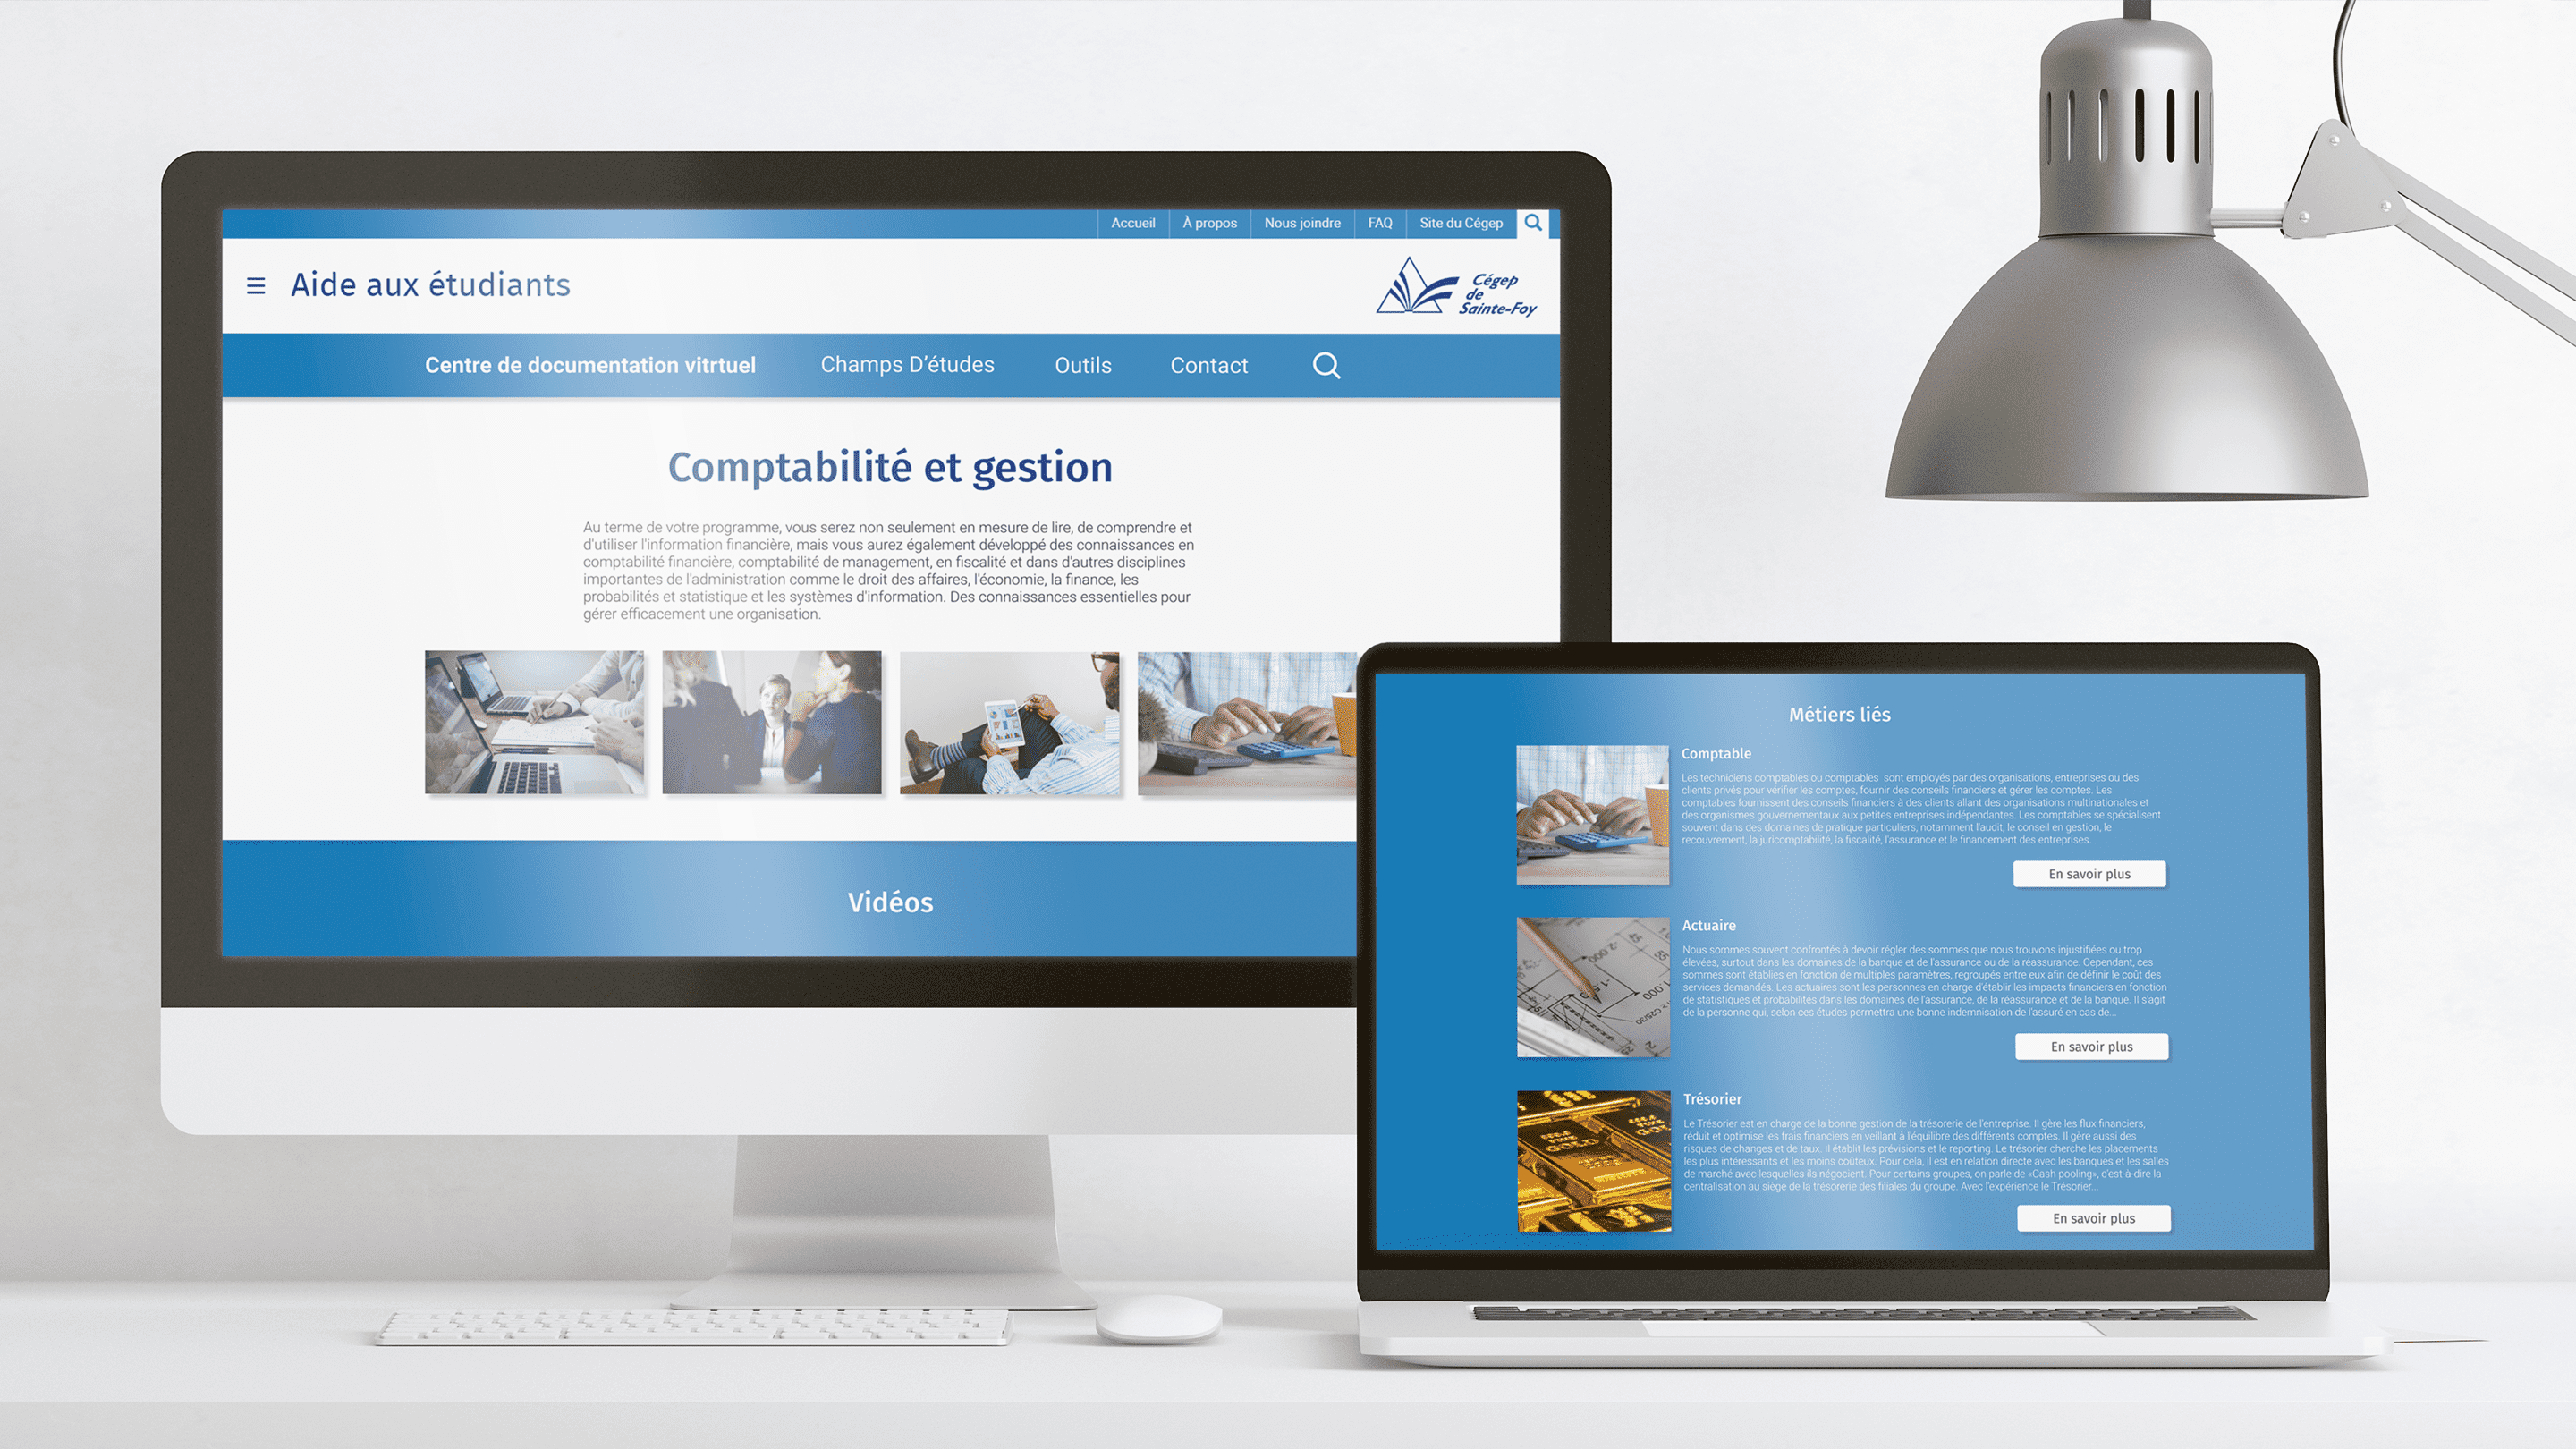 Accueil À propos Nous joindre FAQ Site du Cégep
Aide aux étudiants
Cégep
de
Sainte-Foy
Centre de documentation vitrtuel Champs D'études Outils Contact
Comptabilité et gestion
Au terme de votre programme, vous serez non seulement en mesure de lire, de comprendre et
d'utiliser l'information financière, mais vous aurez également développé des connaissances en
comptabilité financière, comptabilité de management, en fiscalité et dans d'autres disciplines
importantes de l'administration comme le droit des affaires, l'économie, la finance, les
probabilités et statistique et les systèmes d'information. Des connaissances essentielles pour
gérer efficacement une organisation.
Vidéos
Métiers liés
Comptable
Les techniciens comptables ou comptables sont employés par des organisations, entreprises ou des
clients privés pour vérifier les comptes, fournir des conseils financiers et gérer les comptes. Les
comptables fournissent des conseils financiers à des clients allant des organisations multinationales et
des organismes gouvernementaux aux petites entreprises indépendantes. Les comptables se spécialisent
souvent dans des domaines de pratique particuliers, notamment l'audit, le conseil en gestion, le
recouvrement, la juricomptabilité, la fiscalité, l'assurance et le financement des entreprises.
En savoir plus
Actuaire
Nous sommes souvent confrontés à devoir régler des sommes que nous trouvons injustifiées ou trop
élevées, surtout dans les domaines de la banque et de l'assurance ou de la réassurance. Cependant, ces
sommes sont établies en fonction de multiples paramètres, regroupés entre eux afin de définir le coût des
services demandés. Les actuaires sont les personnes en charge d'établir les impacts financiers en fonction
de statistiques et probabilités dans les domaines de l'assurance, de la réassurance et de la banque. Il s'agit
de la personne qui, selon ces études permettra une bonne indemnisation de l'assuré en cas de...
2.000
1.000
En savoir plus
Trésorier
Le Trésorier est en charge de la bonne gestion de la trésorerie de l'entreprise. Il gère les flux financiers,
réduit et optimise les frais financiers en veillant à l'équilibre des différents comptes. Il gère aussi des
risques de changes et de taux. Il établit les prévisions et le reporting. Le trésorier cherche les placements
les plus intéressants et les moins coûteux. Pour cela, il est en relation directe avec les banques et les salles
de marché avec lesquelles ils négocient. Pour certains groupes, on parle de «Cash pooling», c'est-à-dire la
centralisation au siège de la trésorerie des filiales du groupe. Avec l'expérience le Trésorier...
GOLD
En savoir plus